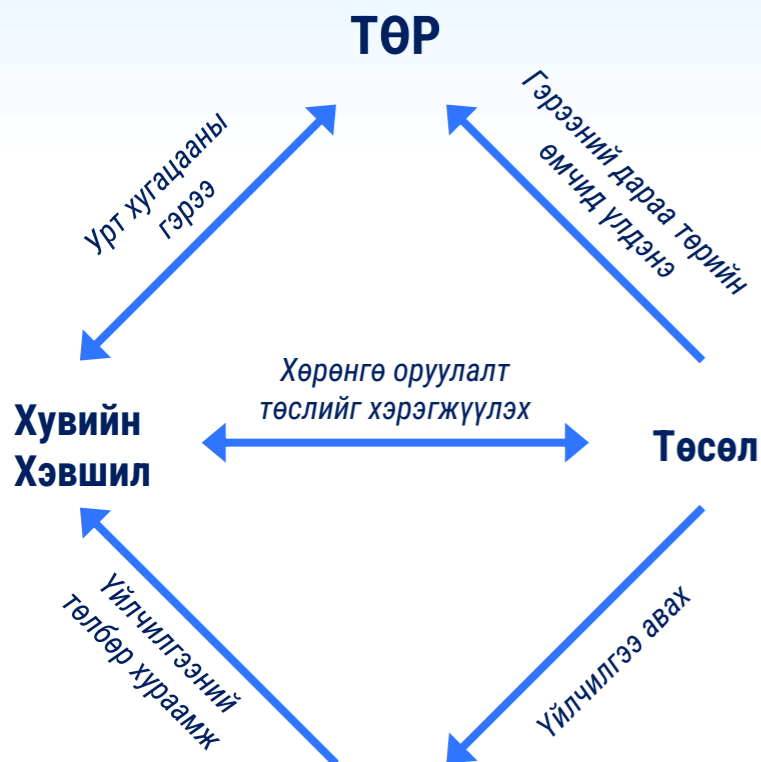 ТӨР
Урт хугацааны
гэрээ
Гэрээний дараа төрийн
өмчид үлдэнэ
Хөрөнгө оруулалт
төслийг хэрэгжүүлэх
Хувийн
Хэвшил
Төсөл
Үйлчилгээний
төлбөр хураамж
Үйлчилгээ авах